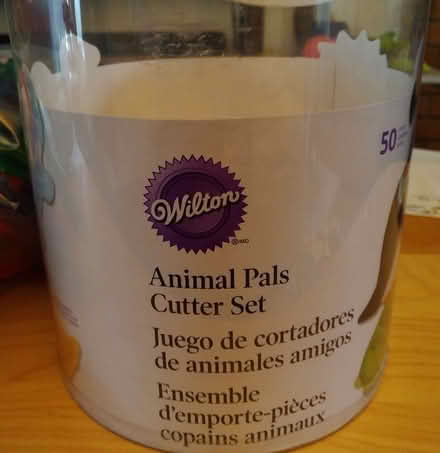 50
Wilton
Animal Pals
Cutter Set
Juego de cortadores
de animales amigos
Ensemble
d'emporte-pièces
copains animaux